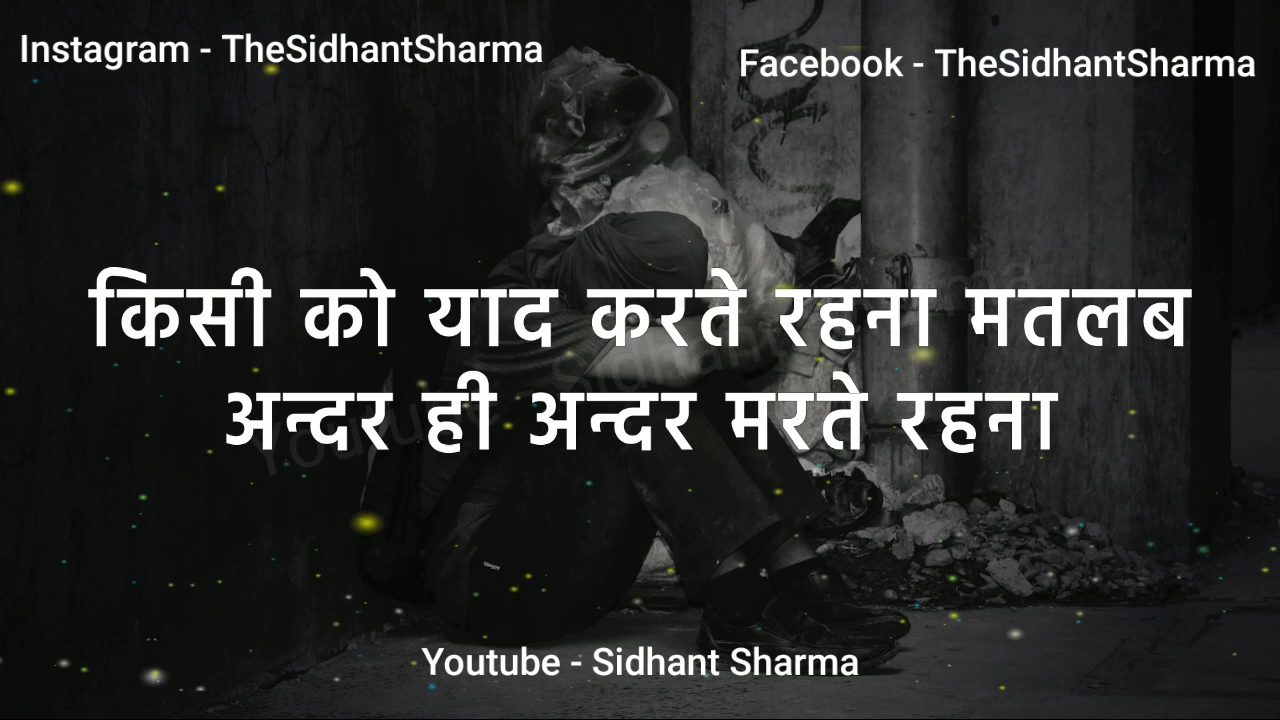 Instagram - TheSidhantSharma
Facebook - TheSidhantSharma
किसी को याद करते रहना मतलब
अन्दर ही अन्दर मरते रहना
Youtube - Sidhant Sharma